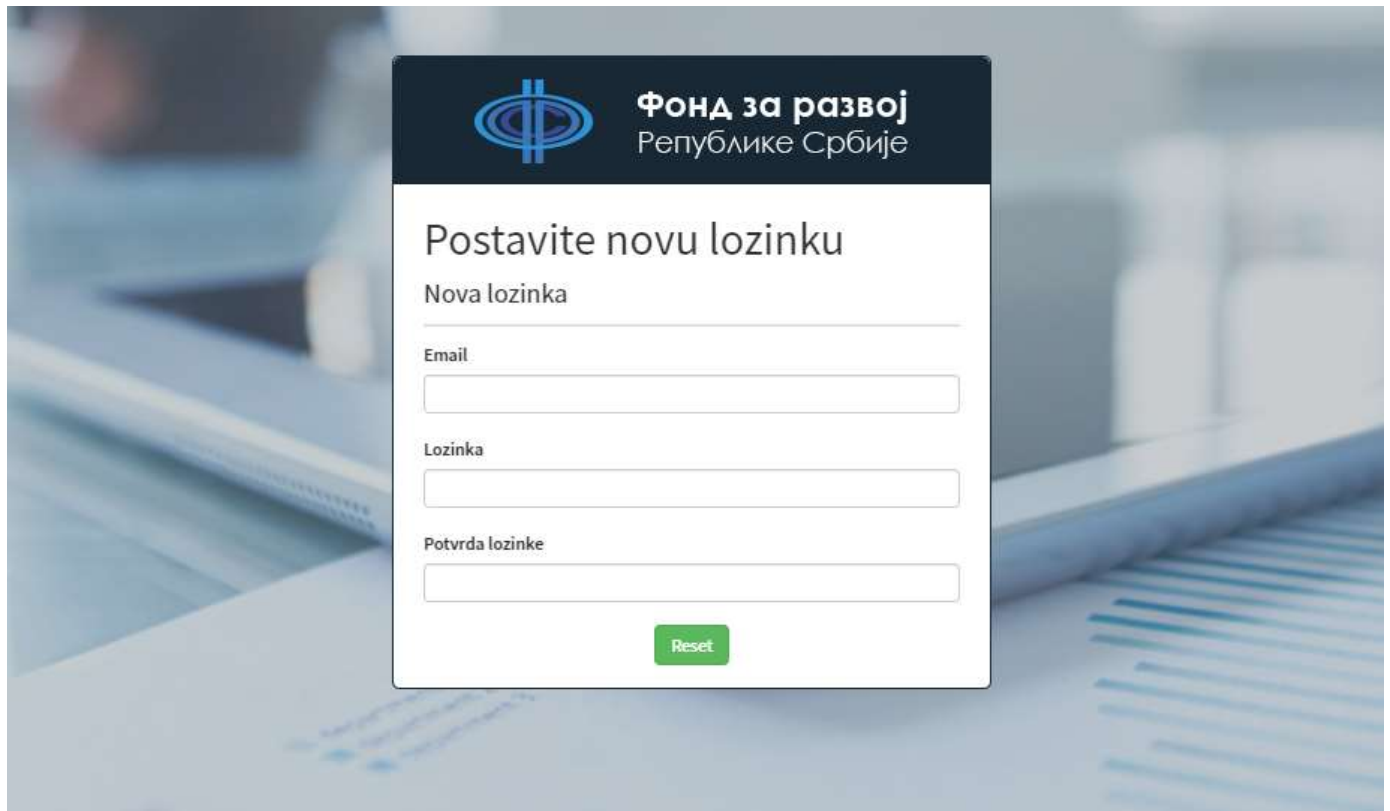 Фонд за развој
Републике Србије
Postavite novu lozinku
Nova lozinka
Email
Lozinka
Potvrda lozinke
Reset